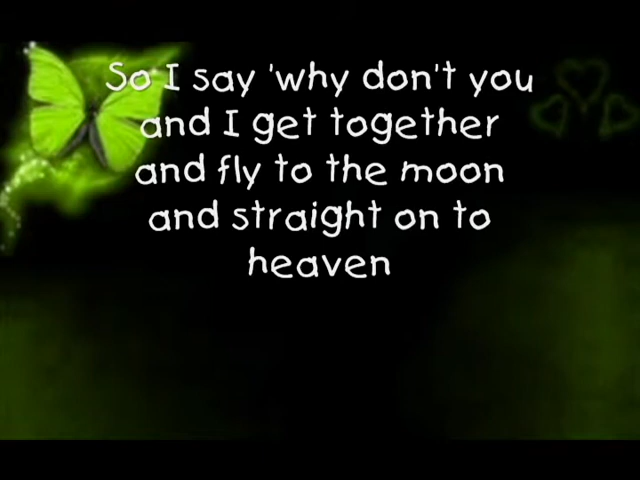 So I say 'why don't you
and I get together
and fly to the moon
and straight on to
heaven